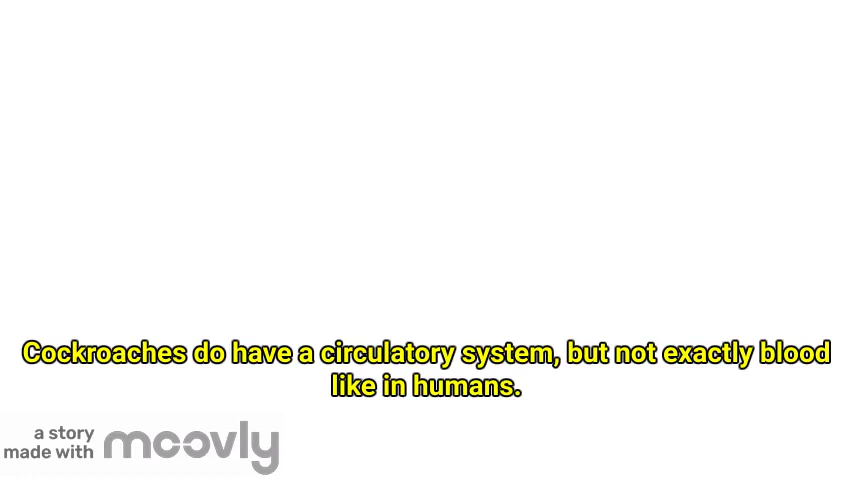 Cockroaches do have a circulatory system, but not exactly blood
like in humans.
a story
made with moovly